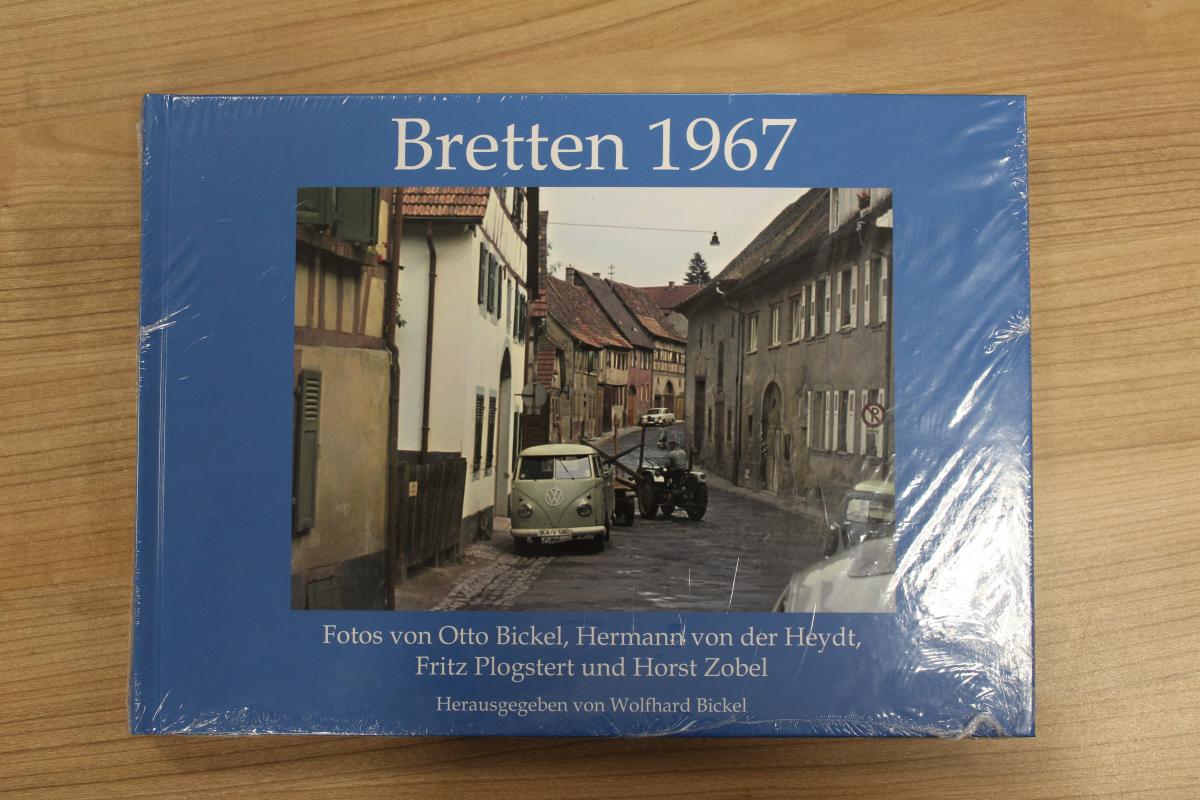 Bretten 1967
Fotos von Otto Bickel, Hermann von der Heydt,
Fritz Plogstert und Horst Zobel
Herausgegeben von Wolfhard Bickel